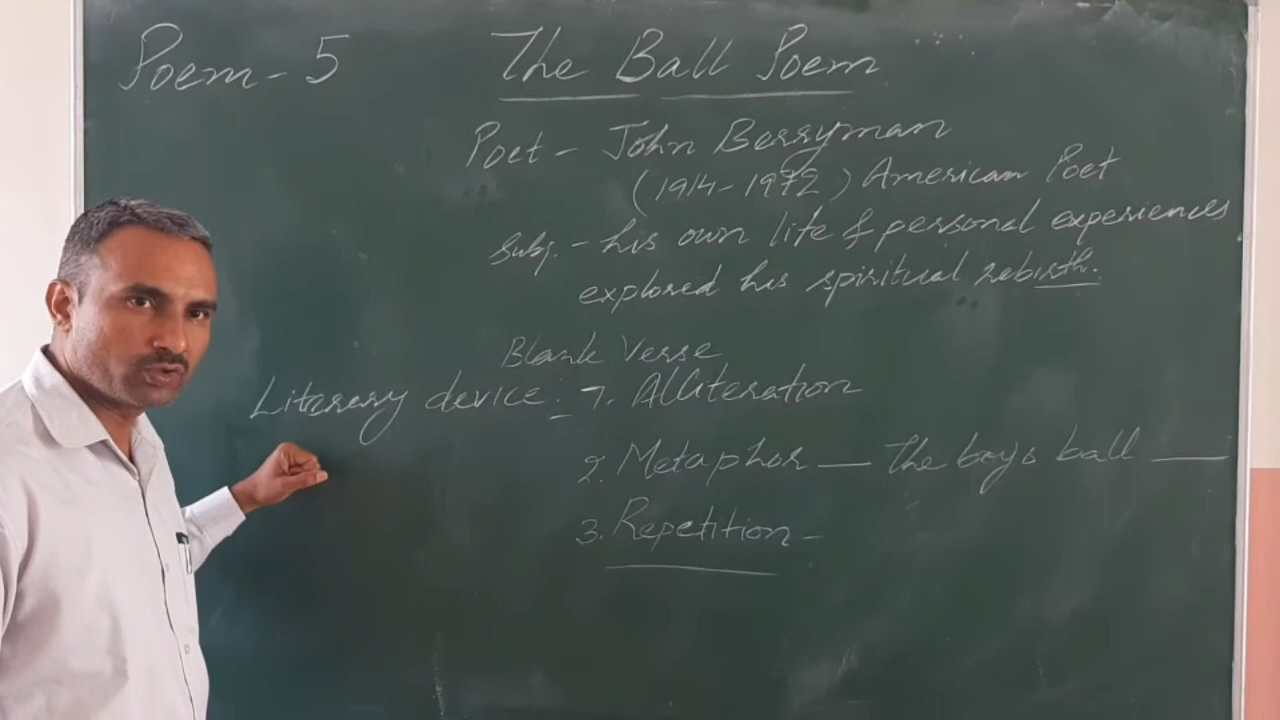 Poem - 5
The Ball Poem
Poet - John Berryman
(1914-1972) American Poet
Subj. - his own life & personal experiences
explored his spiritual rebirth.
Blank Verse
Literary device :- 1. Alliteration
2. Metaphor — The boy's ball —
3. Repetition -